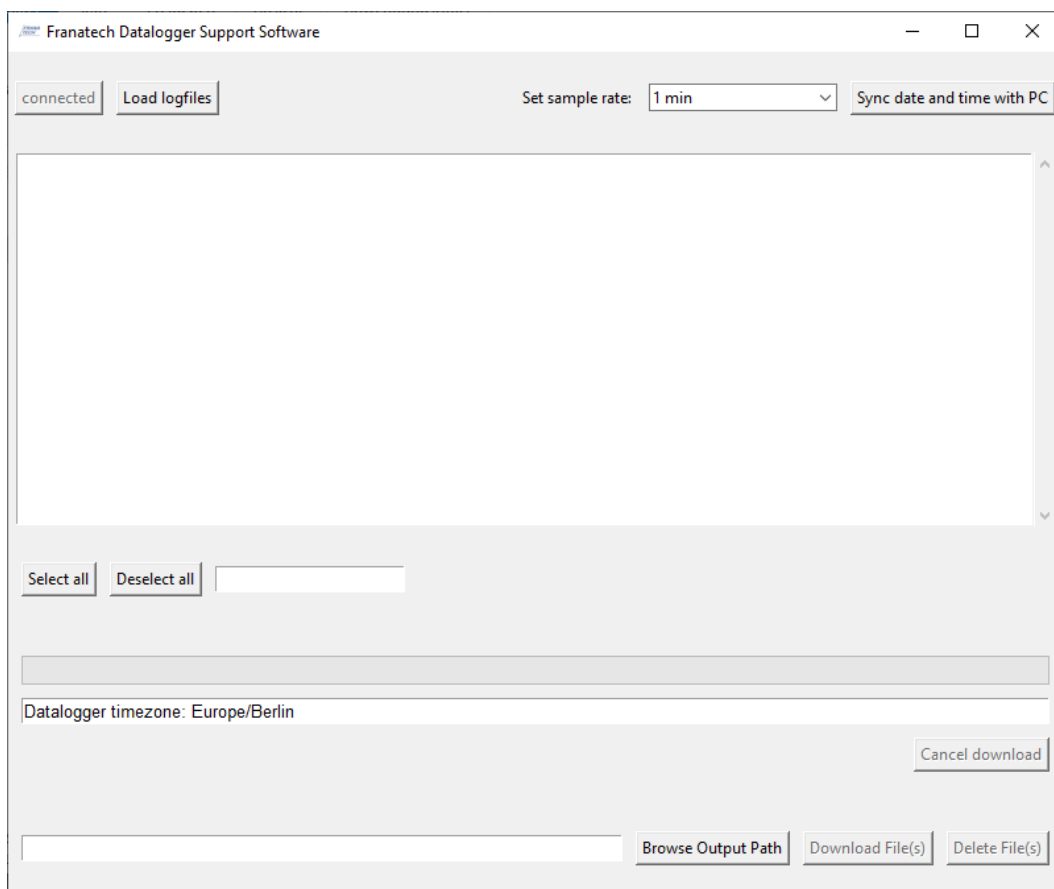 Franatech Datalogger Support Software
connected Load logfiles Set sample rate: 1 min Sync date and time with PC
Select all Deselect all
Datalogger timezone: Europe/Berlin
Cancel download
Browse Output Path Download File(s) Delete File(s)